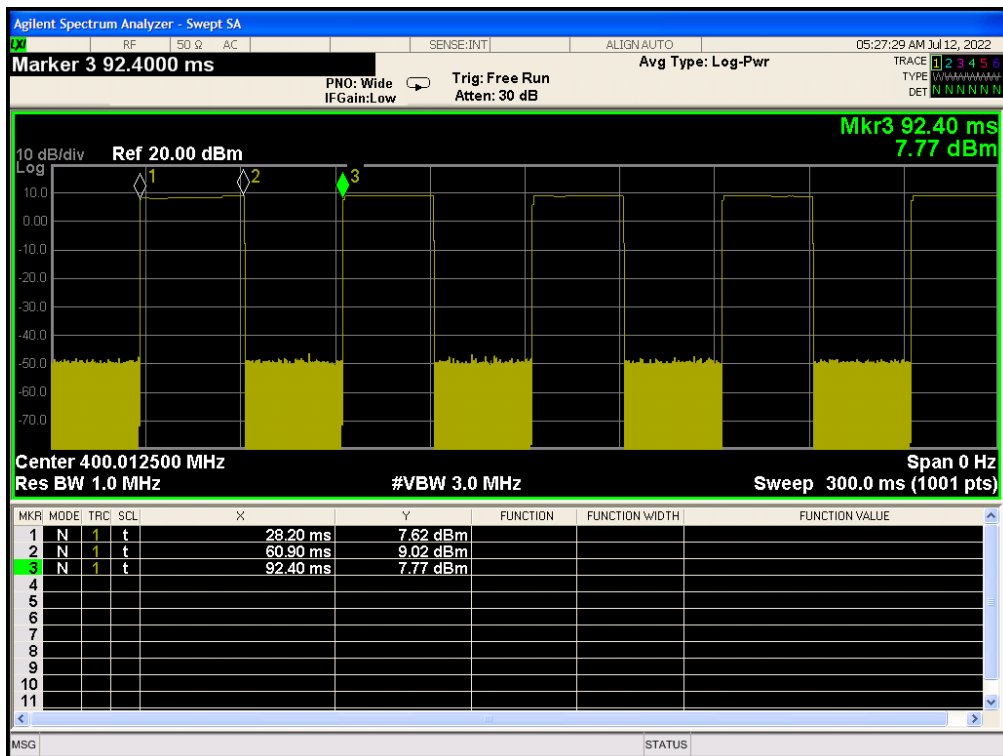 Agilent Spectrum Analyzer - Swept SA
LXI RF 50 Ω AC SENSE:INT ALIGN AUTO 05:27:29 AM Jul 12, 2022
Marker 3 92.4000 ms
PNO: Wide
IFGain:Low
Trig: Free Run
Atten: 30 dB
Avg Type: Log-Pwr
TRACE 1 2 3 4 5 6
TYPE
DET N N N N N N
Mkr3 92.40 ms
7.77 dBm
10 dB/div Ref 20.00 dBm
Log
1 2 3
10.0
0.00
-10.0
-20.0
-30.0
-40.0
-50.0
-60.0
-70.0
Center 400.012500 MHz Span 0 Hz
Res BW 1.0 MHz #VBW 3.0 MHz Sweep 300.0 ms (1001 pts)
MKR MODE TRC SCL X Y FUNCTION FUNCTION WIDTH FUNCTION VALUE
1 N 1 t 28.20 ms 7.62 dBm
2 N 1 t 60.90 ms 9.02 dBm
3 N 1 t 92.40 ms 7.77 dBm
4
5
6
7
8
9
10
11
MSG STATUS